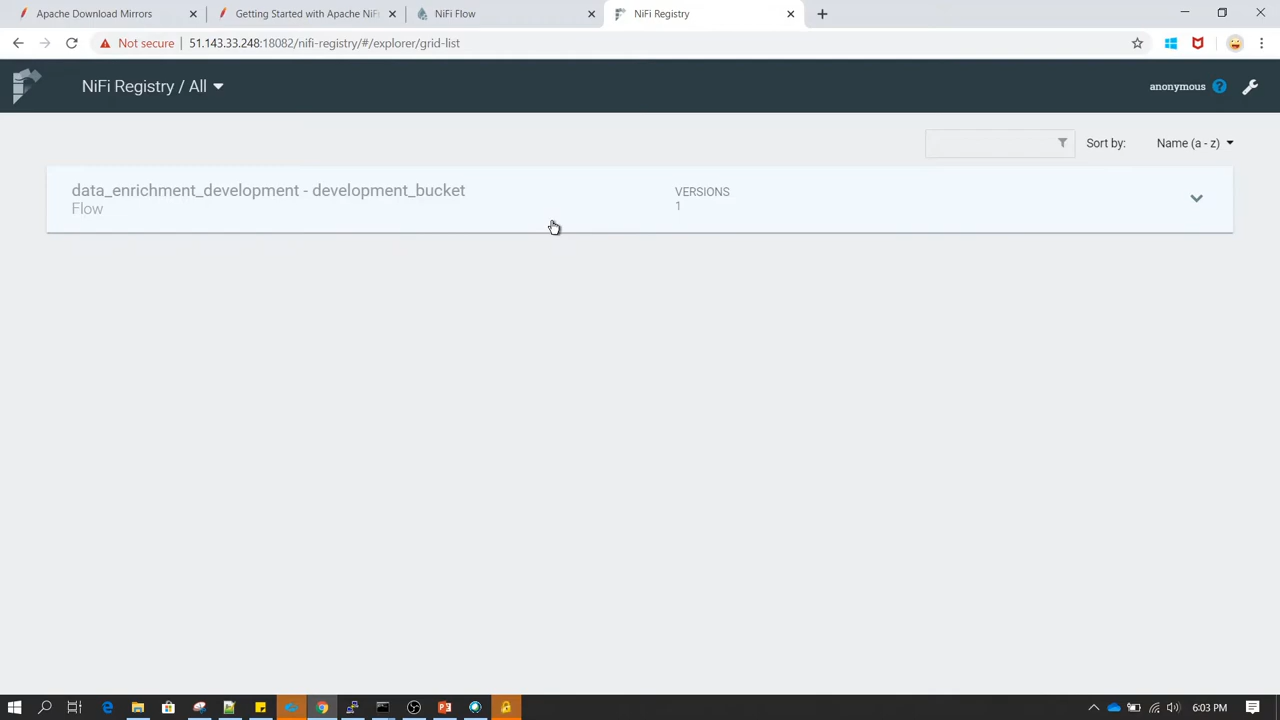 Apache Download Mirrors
Getting Started with Apache NiFi
NiFi Flow
NiFi Registry
Not secure
51.143.33.248:18082/nifi-registry/#/explorer/grid-list
NiFi Registry / All
anonymous
Sort by:
Name (a - z)
data_enrichment_development - development_bucket
Flow
VERSIONS
1
6:03 PM